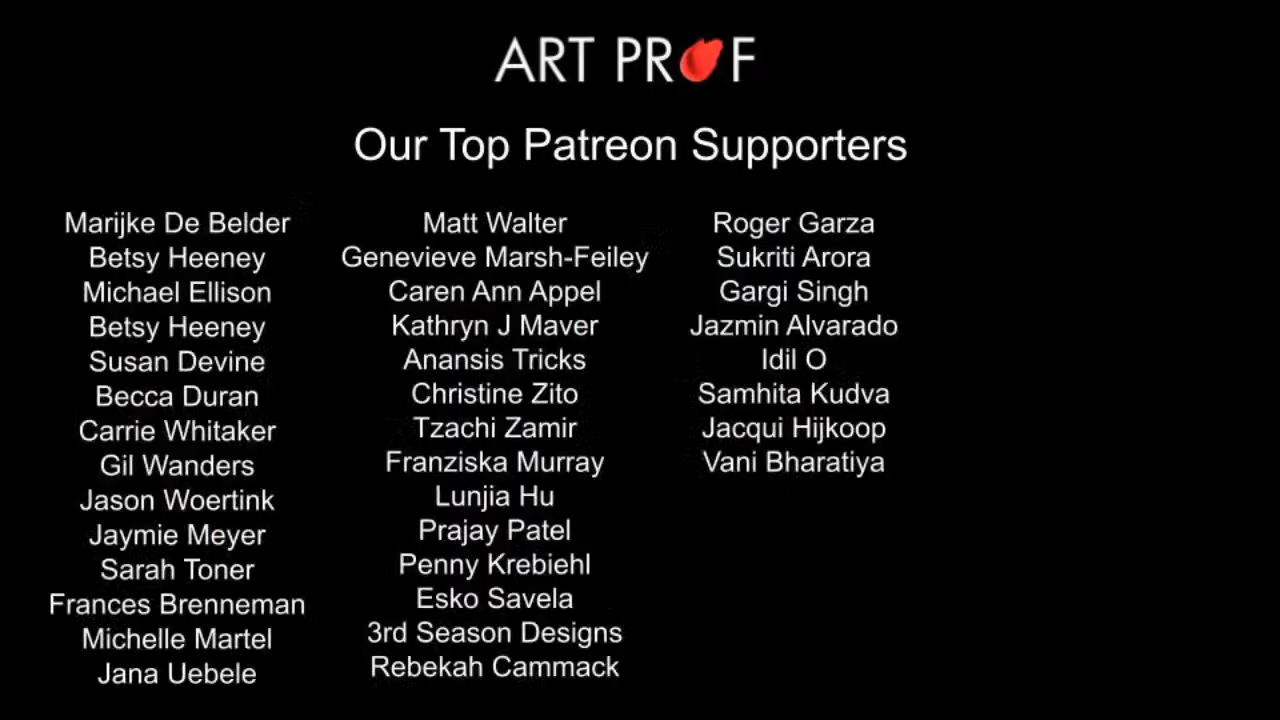 ART PROF
Our Top Patreon Supporters
Marijke De Belder
Betsy Heeney
Michael Ellison
Betsy Heeney
Susan Devine
Becca Duran
Carrie Whitaker
Gil Wanders
Jason Woertink
Jaymie Meyer
Sarah Toner
Frances Brenneman
Michelle Martel
Jana Uebele
Matt Walter
Genevieve Marsh-Feiley
Caren Ann Appel
Kathryn J Maver
Anansis Tricks
Christine Zito
Tzachi Zamir
Franziska Murray
Lunjia Hu
Prajay Patel
Penny Krebiehl
Esko Savela
3rd Season Designs
Rebekah Cammack
Roger Garza
Sukriti Arora
Gargi Singh
Jazmin Alvarado
Idil O
Samhita Kudva
Jacqui Hijkoop
Vani Bharatiya